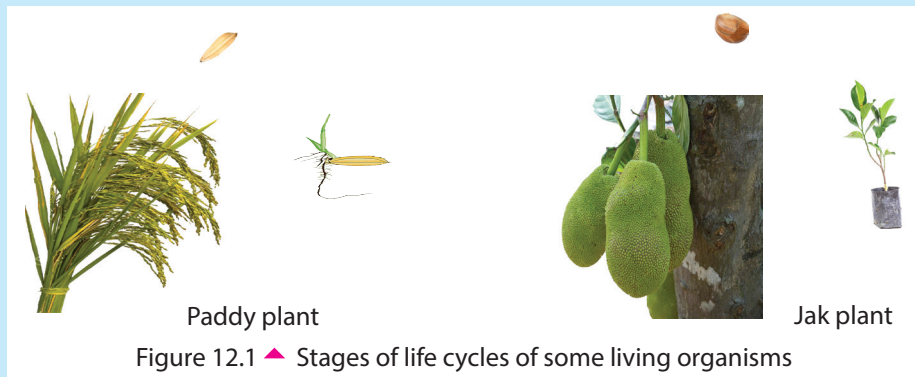 Paddy plant
Jak plant
Figure 12.1 ▲ Stages of life cycles of some living organisms